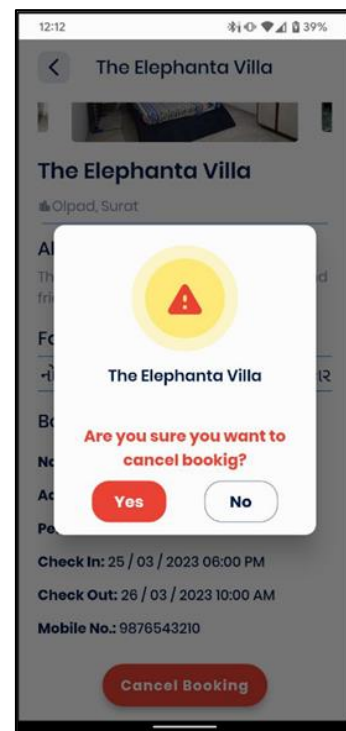 12:12 39%
The Elephanta Villa
The Elephanta Villa
Olpad, Surat
The Elephanta Villa
Are you sure you want to
cancel bookig?
Yes No
Check In: 25 / 03 / 2023 06:00 PM
Check Out: 26 / 03 / 2023 10:00 AM
Mobile No.: 9876543210
Cancel Booking